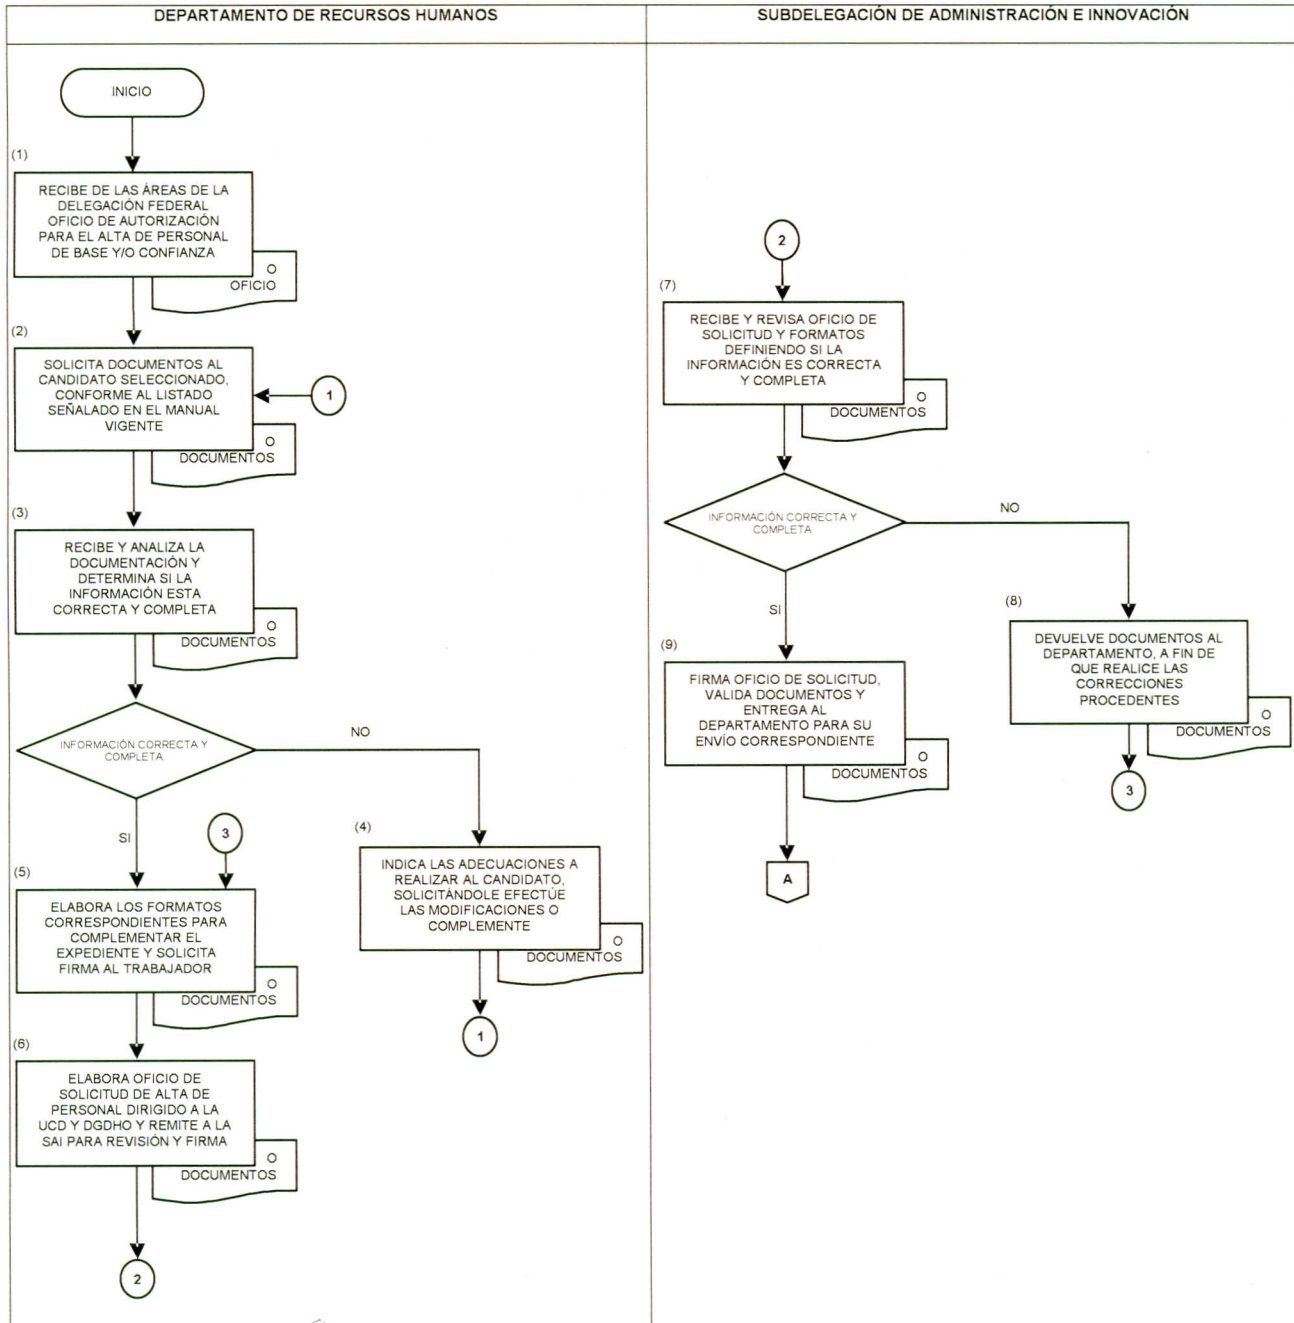 DEPARTAMENTO DE RECURSOS HUMANOS
SUBDELEGACIÓN DE ADMINISTRACIÓN E INNOVACIÓN
INICIO
(1)
RECIBE DE LAS ÁREAS DE LA
DELEGACIÓN FEDERAL
OFICIO DE AUTORIZACIÓN
PARA EL ALTA DE PERSONAL
DE BASE Y/O CONFIANZA
O
OFICIO
(2)
SOLICITA DOCUMENTOS AL
CANDIDATO SELECCIONADO,
CONFORME AL LISTADO
SEÑALADO EN EL MANUAL
VIGENTE
1
O
DOCUMENTOS
(3)
RECIBE Y ANALIZA LA
DOCUMENTACIÓN Y
DETERMINA SI LA
INFORMACIÓN ESTA
CORRECTA Y COMPLETA
O
DOCUMENTOS
INFORMACIÓN CORRECTA Y
COMPLETA
NO
SI
3
(4)
INDICA LAS ADECUACIONES A
REALIZAR AL CANDIDATO,
SOLICITÁNDOLE EFECTÚE
LAS MODIFICACIONES O
COMPLEMENTE
O
DOCUMENTOS
1
(5)
ELABORA LOS FORMATOS
CORRESPONDIENTES PARA
COMPLEMENTAR EL
EXPEDIENTE Y SOLICITA
FIRMA AL TRABAJADOR
O
DOCUMENTOS
(6)
ELABORA OFICIO DE
SOLICITUD DE ALTA DE
PERSONAL DIRIGIDO A LA
UCD Y DGDHO Y REMITE A LA
SAI PARA REVISIÓN Y FIRMA
O
DOCUMENTOS
2
2
(7)
RECIBE Y REVISA OFICIO DE
SOLICITUD Y FORMATOS
DEFINIENDO SI LA
INFORMACIÓN ES CORRECTA
Y COMPLETA
O
DOCUMENTOS
INFORMACIÓN CORRECTA Y
COMPLETA
NO
SI
(8)
DEVUELVE DOCUMENTOS AL
DEPARTAMENTO, A FIN DE
QUE REALICE LAS
CORRECCIONES
PROCEDENTES
O
DOCUMENTOS
3
(9)
FIRMA OFICIO DE SOLICITUD,
VALIDA DOCUMENTOS Y
ENTREGA AL
DEPARTAMENTO PARA SU
ENVÍO CORRESPONDIENTE
O
DOCUMENTOS
A